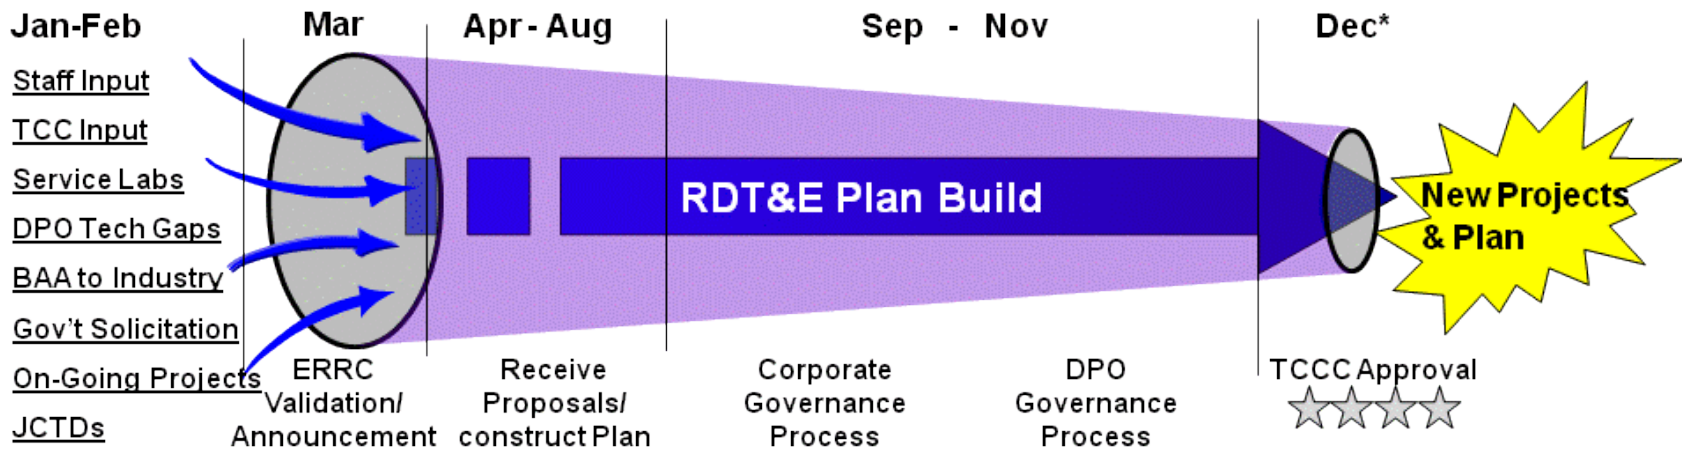 Jan-Feb
Mar
Apr - Aug
Sep - Nov
Dec*
Staff Input
TCC Input
Service Labs
DPO Tech Gaps
BAA to Industry
Gov't Solicitation
On-Going Projects
JCTDs
RDT&E Plan Build
New Projects
& Plan
ERRC
Validation/
Announcement
Receive
Proposals/
construct Plan
Corporate
Governance
Process
DPO
Governance
Process
TCCC Approval